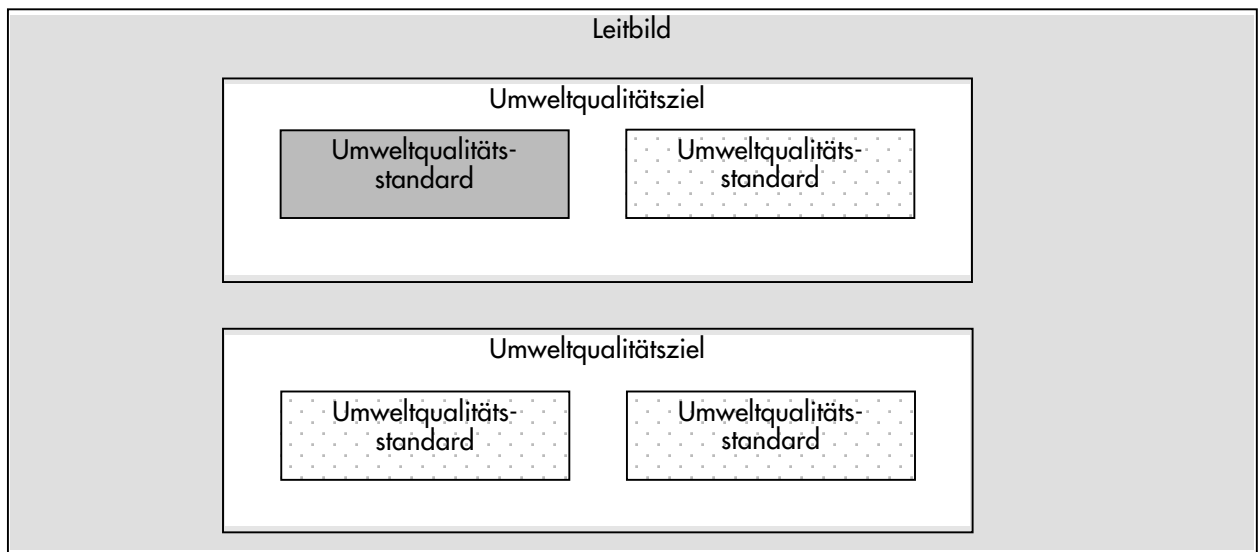 Leitbild
Umweltqualitätsziel
Umweltqualitäts-
standard
Umweltqualitäts-
standard
Umweltqualitätsziel
Umweltqualitäts-
standard
Umweltqualitäts-
standard